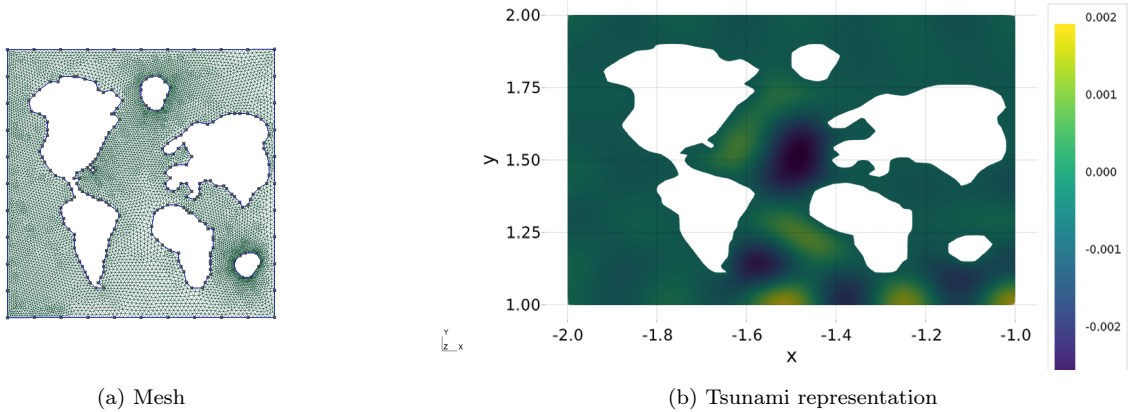 2.00
1.75
1.50
1.25
1.00
y
-2.0 -1.8 -1.6 -1.4 -1.2 -1.0
x
0.002
0.001
0.000
-0.001
-0.002
Y
Z X
(a) Mesh
(b) Tsunami representation